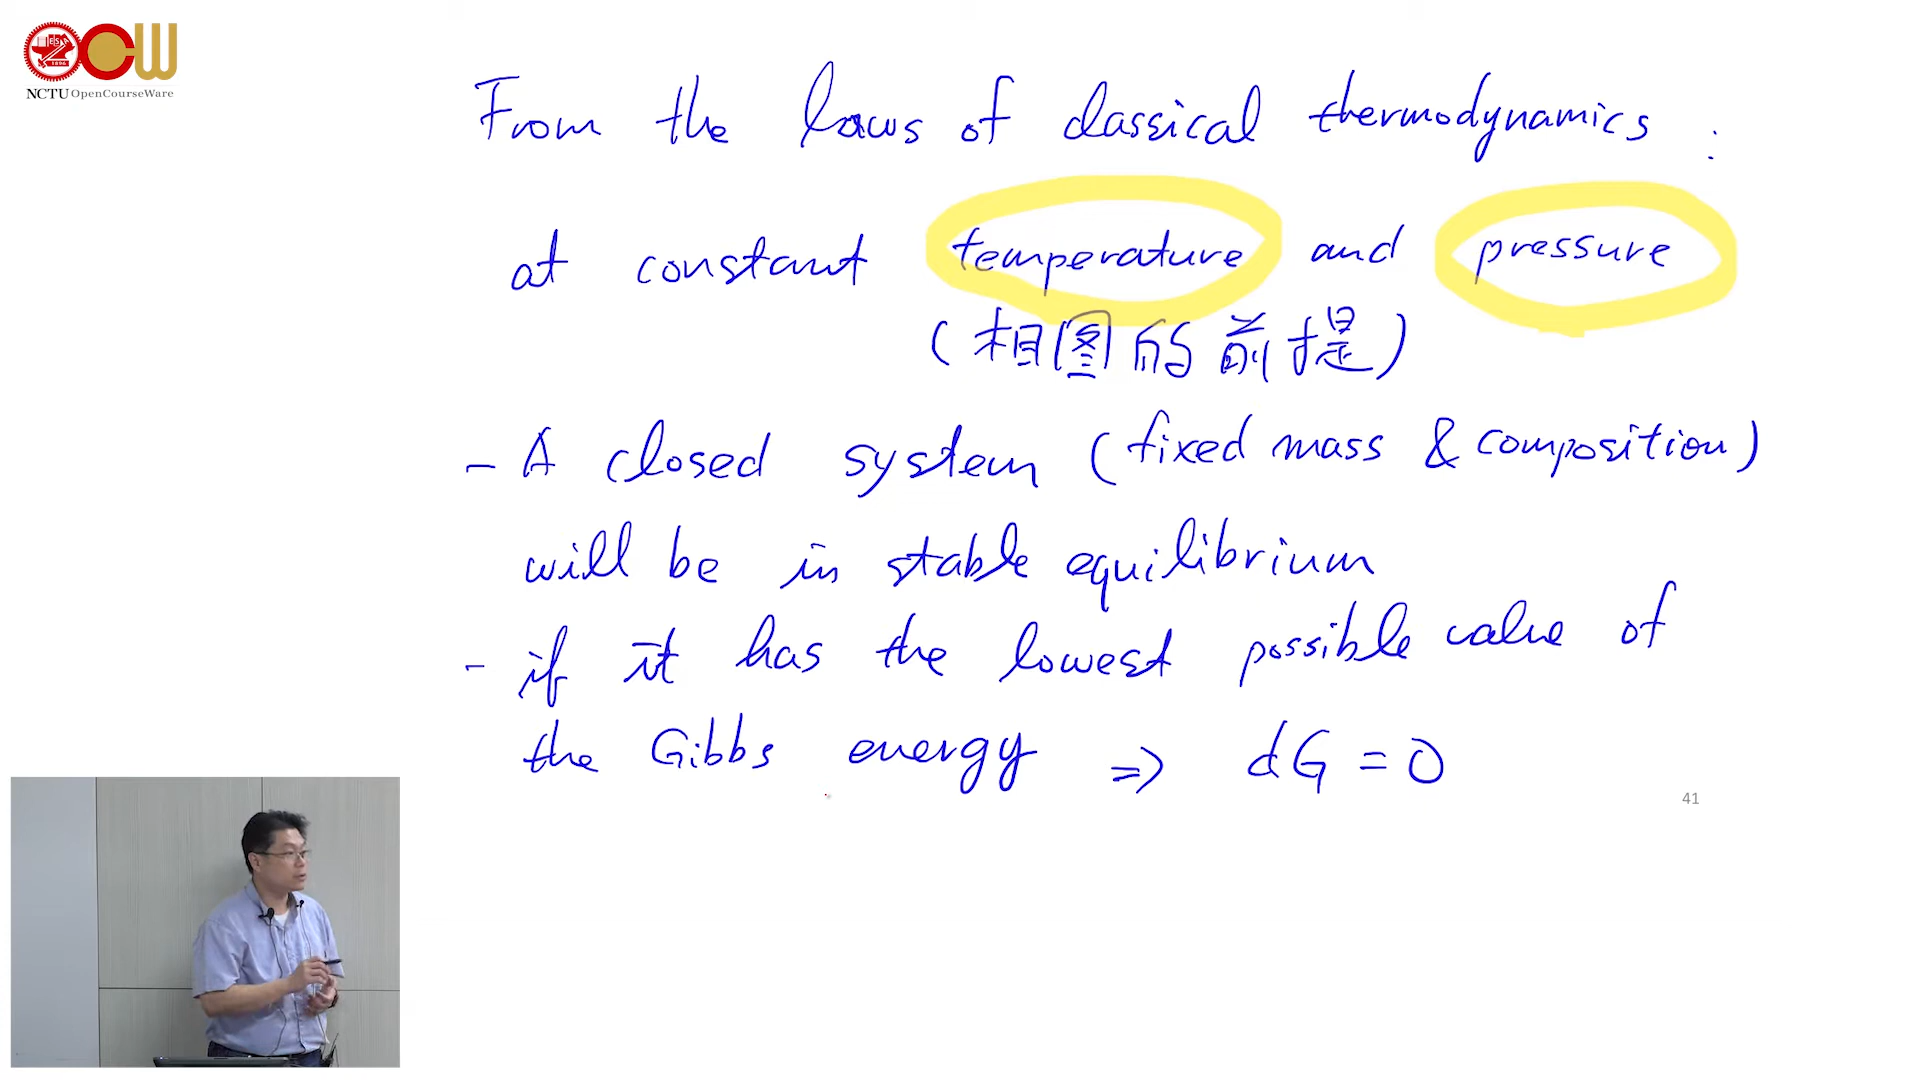 NCTU OpenCourseWare
From the laws of classical thermodynamics :
at constant temperature and pressure
(相图的前提)
- A closed system (fixed mass & composition)
will be in stable equilibrium
- if it has the lowest possible value of
the Gibbs energy => dG = 0
41